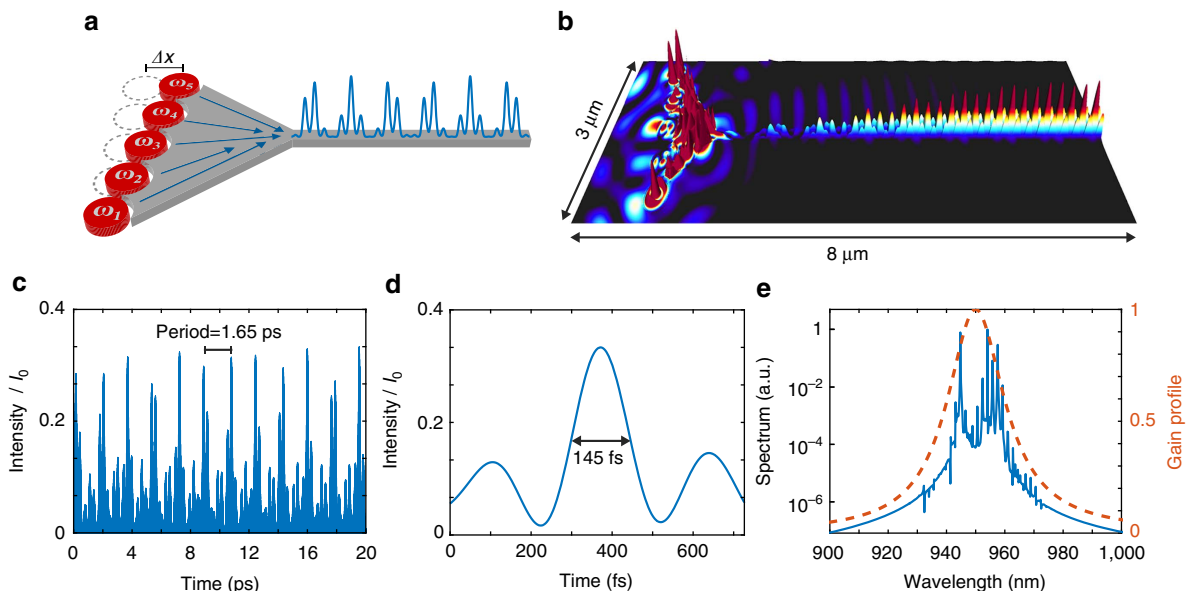 a
Δx
ω5
ω4
ω3
ω2
ω1
b
3 μm
8 μm
c
Intensity / I0
0.4
0.2
0
Period=1.65 ps
0 4 8 12 16 20
Time (ps)
d
Intensity / I0
0.4
0.2
0
145 fs
0 200 400 600
Time (fs)
e
Spectrum (a.u.)
1
10−2
10−4
10−6
1
0.5
0
Gain profile
900 920 940 960 980 1,000
Wavelength (nm)